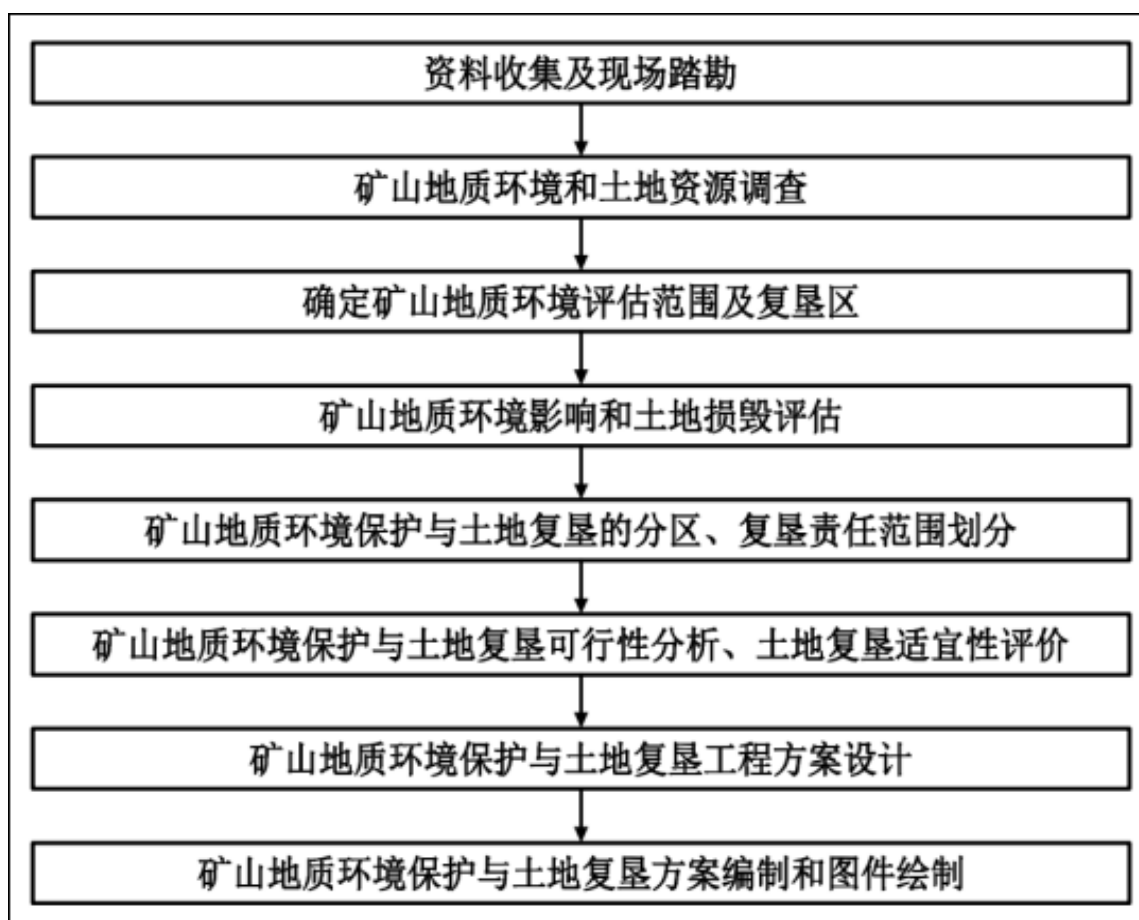 资料收集及现场踏勘
矿山地质环境和土地资源调查
确定矿山地质环境评估范围及复垦区
矿山地质环境影响和土地损毁评估
矿山地质环境保护与土地复垦的分区、复垦责任范围划分
矿山地质环境保护与土地复垦可行性分析、土地复垦适宜性评价
矿山地质环境保护与土地复垦工程方案设计
矿山地质环境保护与土地复垦方案编制和图件绘制